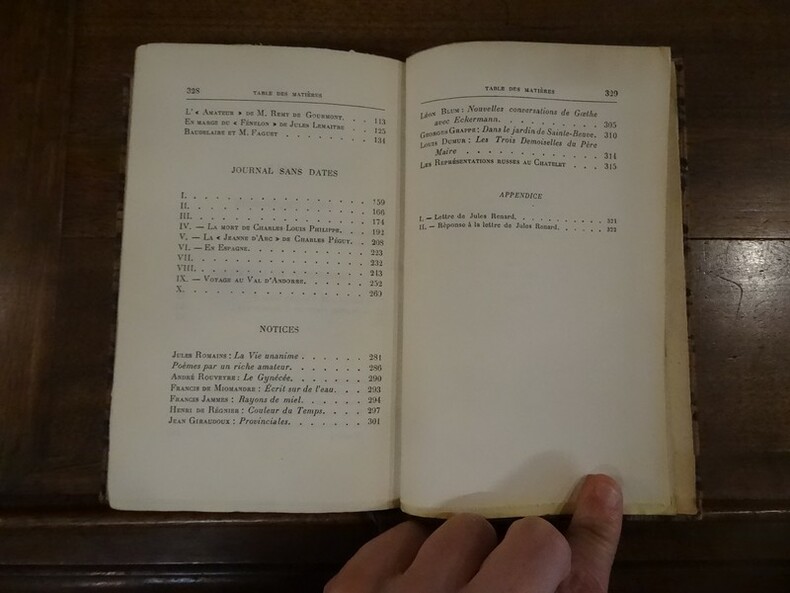 328
TABLE DES MATIÈRES
L' « AMATEUR » DE M. REMY DE GOURMONT. . . 113
EN MARGE DU « FÉNELON » DE JULES LEMAITRE . 125
BAUDELAIRE ET M. FAGUET . . . . . . . 134
JOURNAL SANS DATES
I. . . . . . . . . . . . . . . . 159
II. . . . . . . . . . . . . . . . 166
III. . . . . . . . . . . . . . . . 174
IV. — LA MORT DE CHARLES LOUIS PHILIPPE. . . 192
V. — LA « JEANNE D'ARC » DE CHARLES PÉGUY. . 208
VI. — EN ESPAGNE. . . . . . . . . . . 223
VII. . . . . . . . . . . . . . . . 232
VIII. . . . . . . . . . . . . . . . 243
IX. — VOYAGE AU VAL D'ANDORRE. . . . . . 252
X. . . . . . . . . . . . . . . . 269
NOTICES
JULES ROMAINS : La Vie unanime . . . . . . 281
Poèmes par un riche amateur. . . . . . . 286
ANDRÉ ROUVEYRE : Le Gynécée. . . . . . . 290
FRANCIS DE MIOMANDRE : Écrit sur de l'eau. . . 293
FRANCIS JAMMES : Rayons de miel. . . . . . 294
HENRI DE RÉGNIER : Couleur du Temps. . . . 297
JEAN GIRAUDOUX : Provinciales. . . . . . . 301
TABLE DES MATIÈRES
329
LÉON BLUM : Nouvelles conversations de Gœthe
avec Eckermann. . . . . . . . . . 305
GEORGES GRAPPE : Dans le jardin de Sainte-Beuve. 310
LOUIS DUMUR : Les Trois Demoiselles du Père
Maire . . . . . . . . . . . . . 314
LES REPRÉSENTATIONS RUSSES AU CHATELET . . . 315
APPENDICE
I. — Lettre de Jules Renard. . . . . . . . . 321
II. — Réponse à la lettre de Jules Renard. . . . . 322